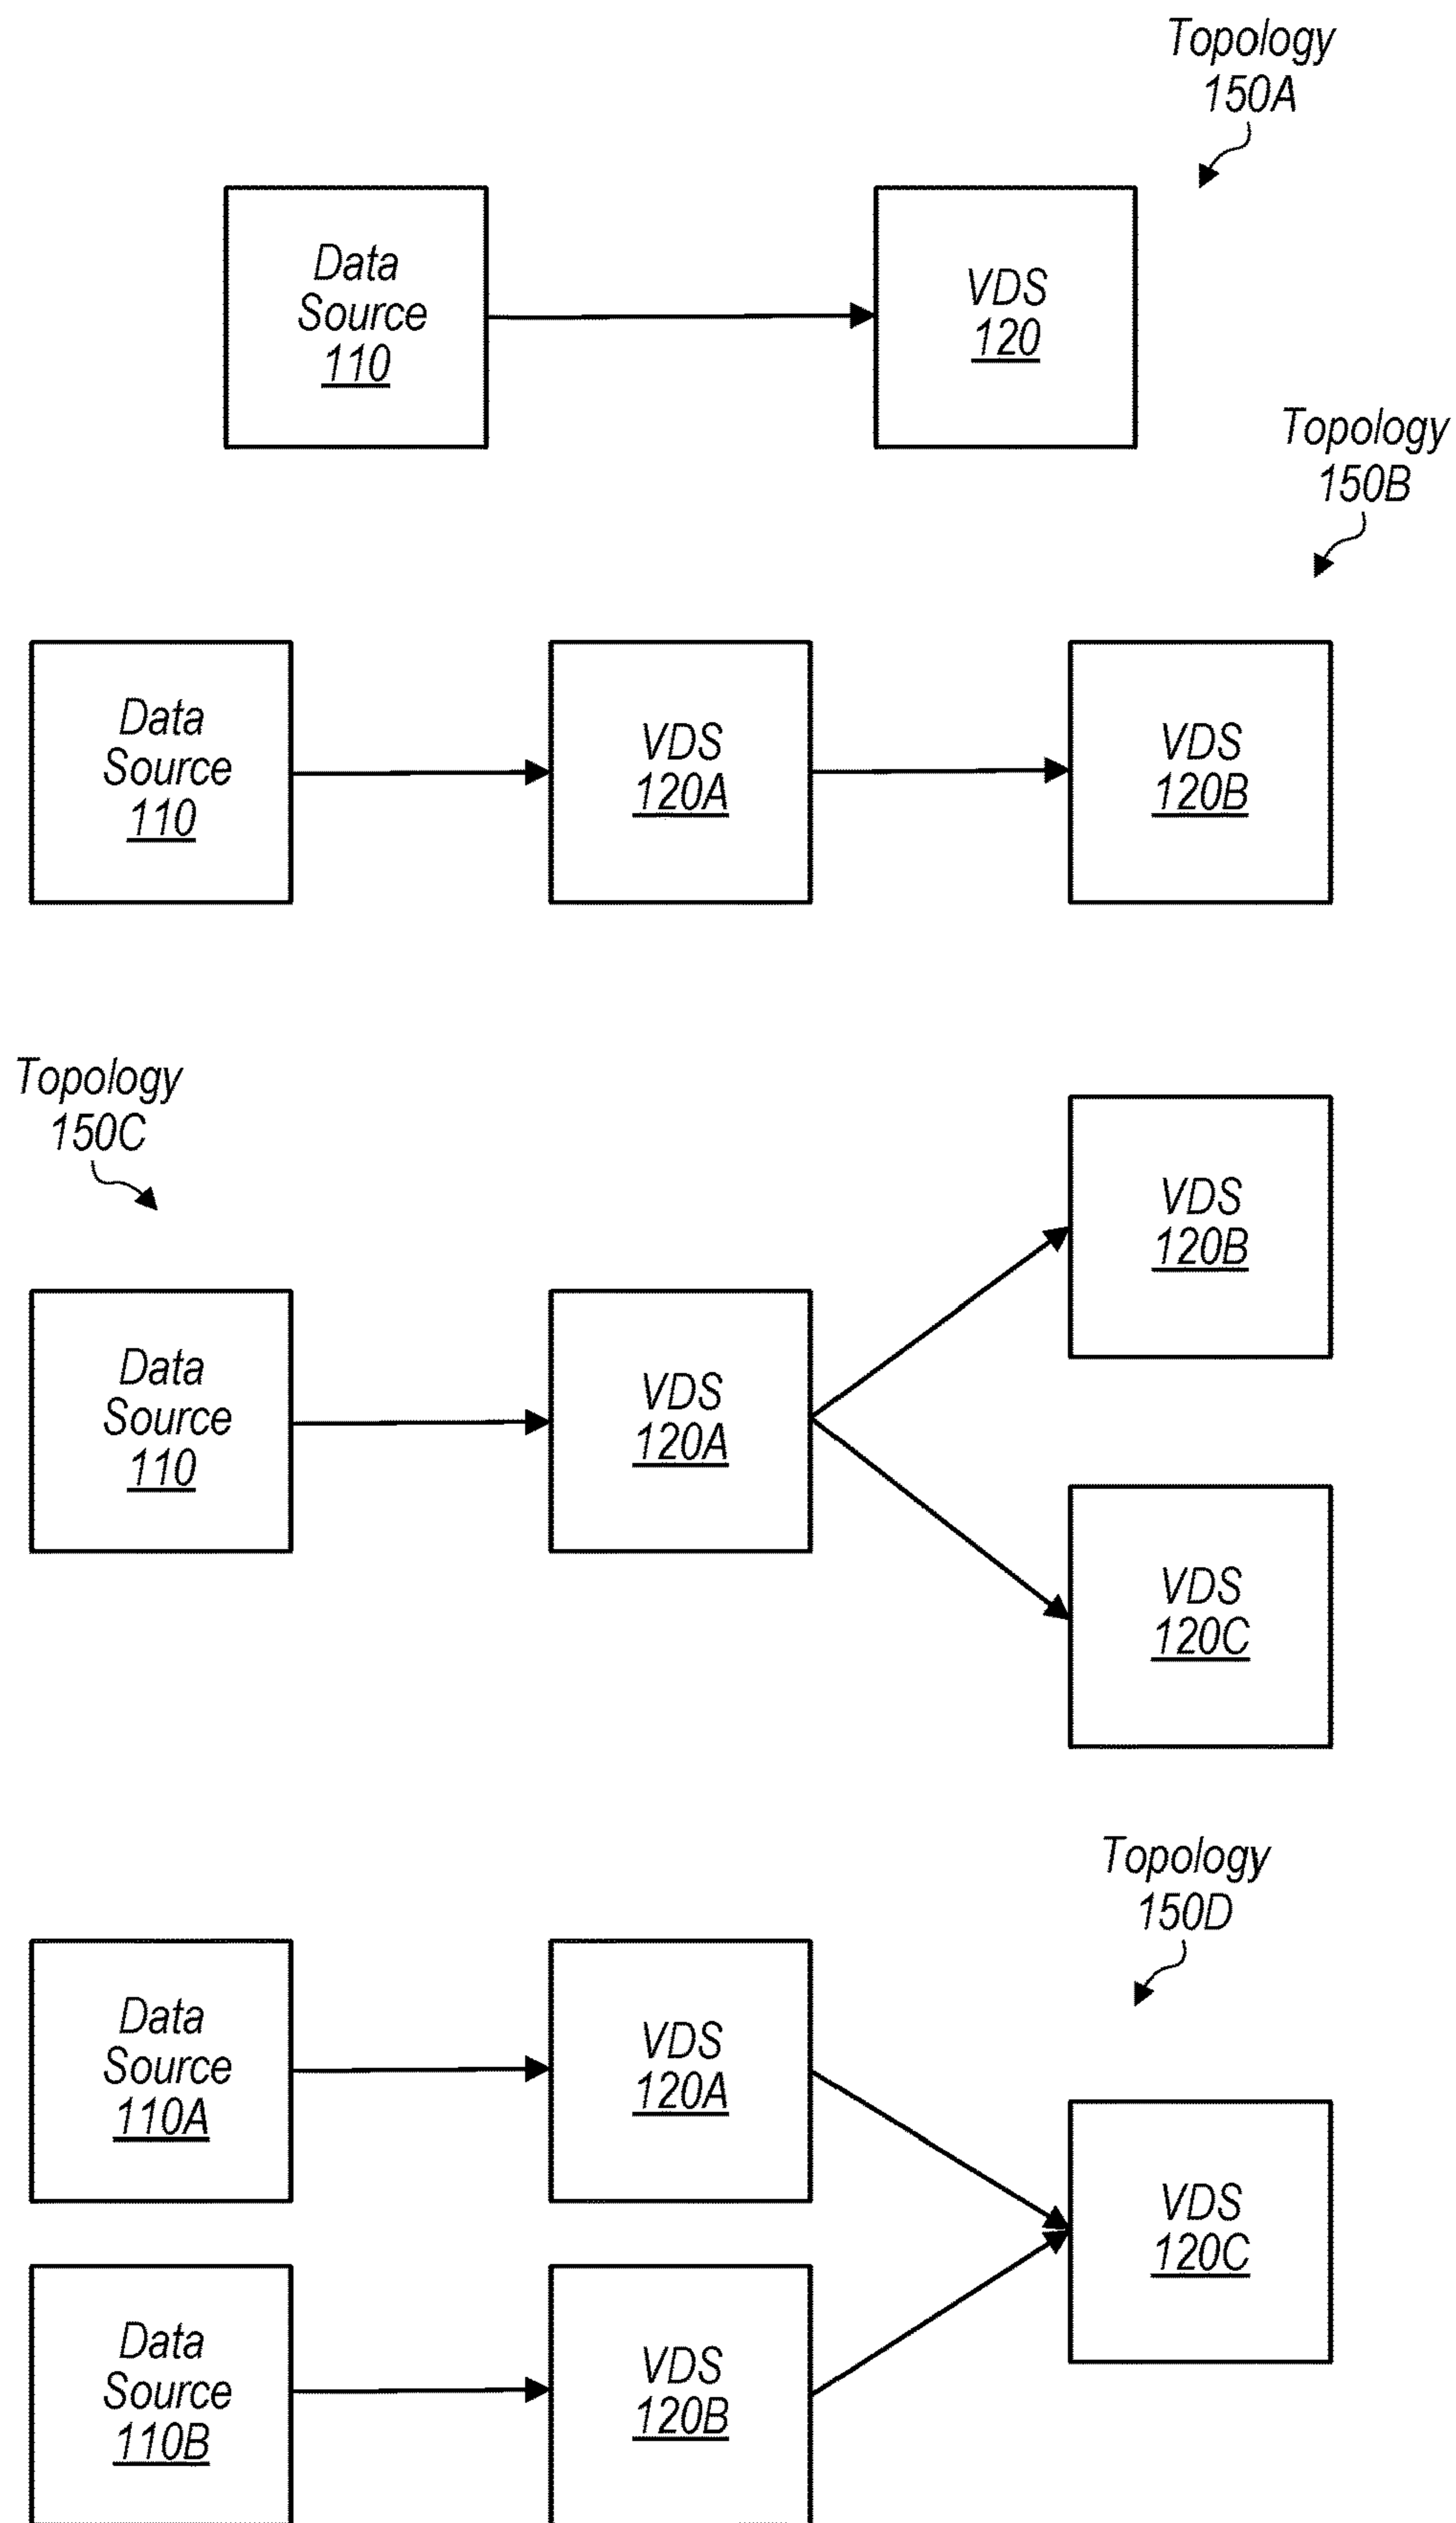 Topology
150A
Data
Source
110
VDS
120
Topology
150B
Data
Source
110
VDS
120A
VDS
120B
Topology
150C
VDS
120B
Data
Source
110
VDS
120A
VDS
120C
Topology
150D
Data
Source
110A
VDS
120A
VDS
120C
Data
Source
110B
VDS
120B